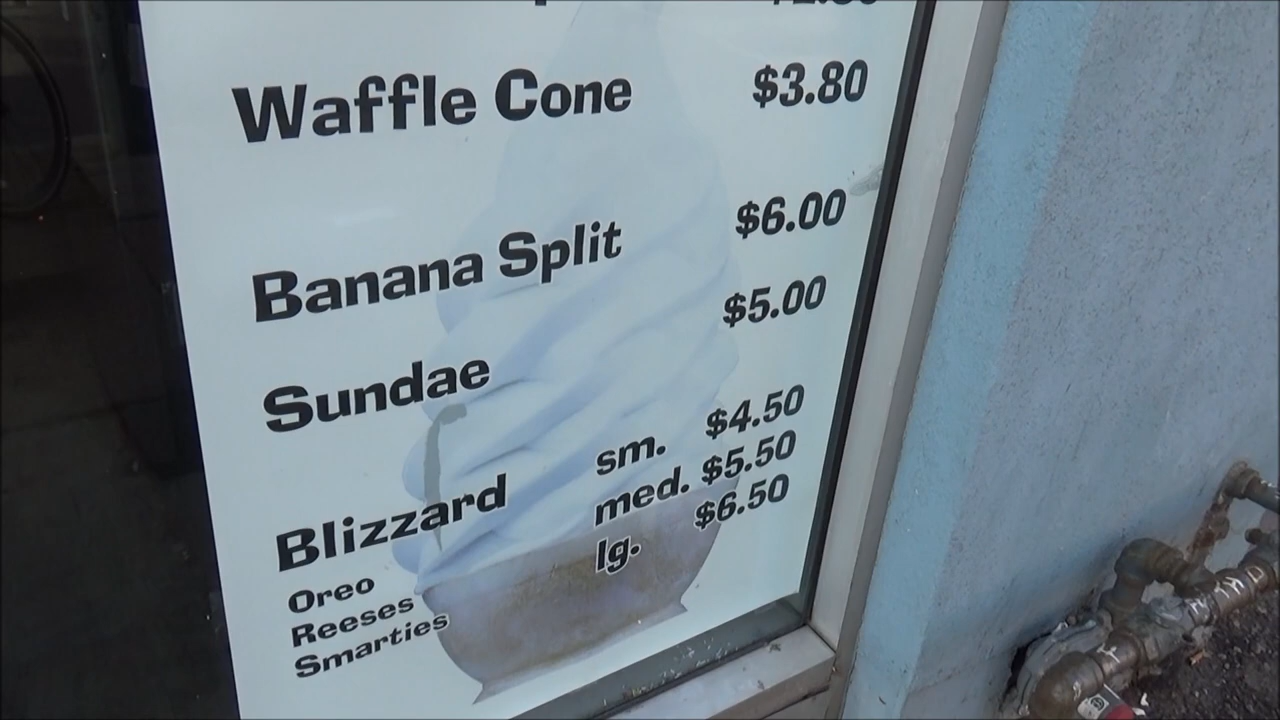 Waffle Cone $3.80
Banana Split $6.00
Sundae $5.00
Blizzard sm. $4.50
med. $5.50
lg. $6.50
Oreo
Reeses
Smarties